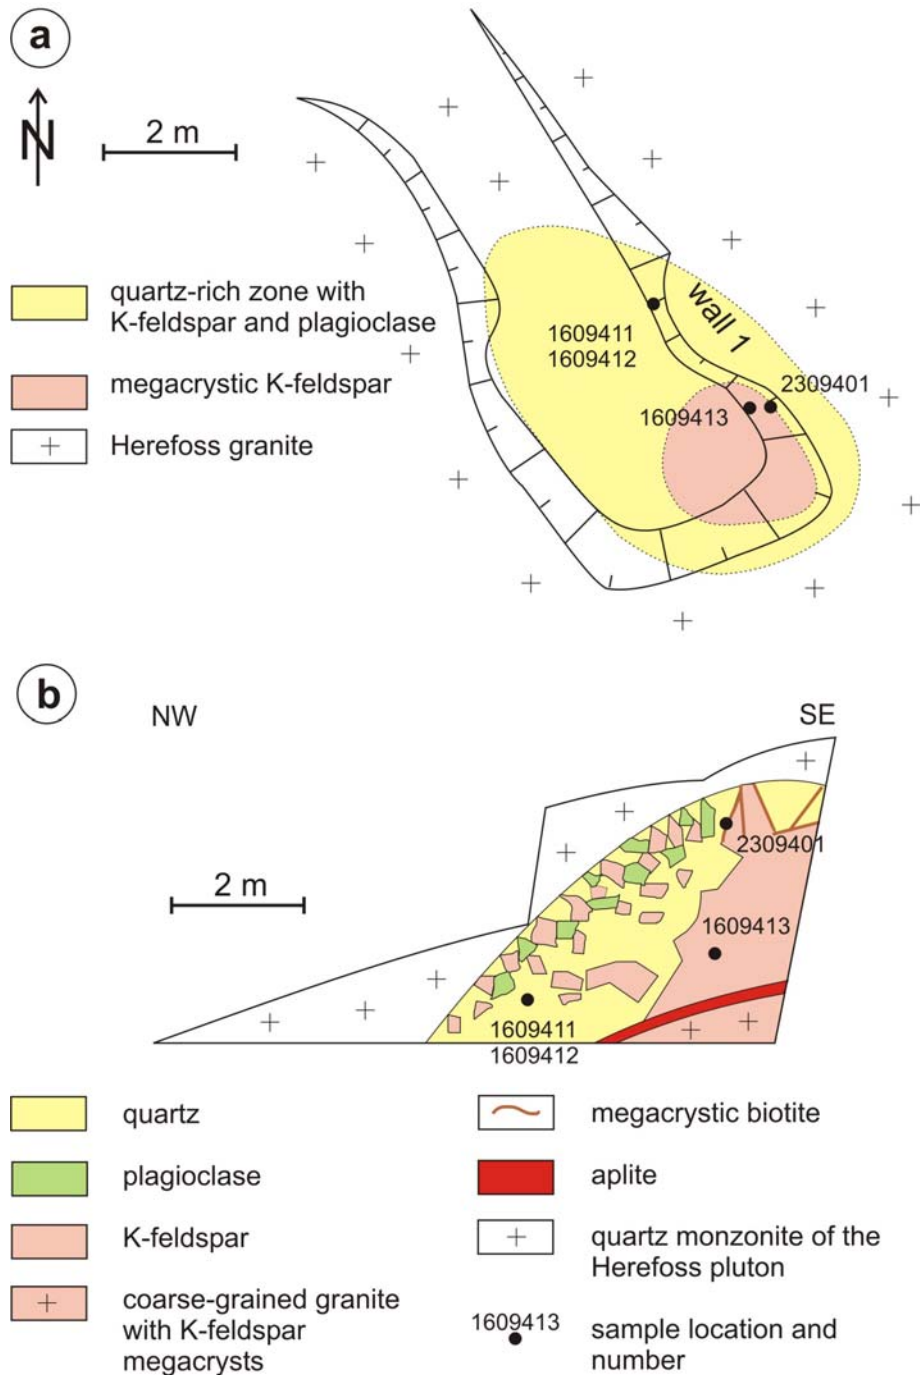 a
N
2 m
quartz-rich zone with
K-feldspar and plagioclase
megacrystic K-feldspar
Herefoss granite
wall 1
1609411
1609412
2309401
1609413
b
NW
SE
2 m
2309401
1609413
1609411
1609412
quartz
plagioclase
K-feldspar
coarse-grained granite
with K-feldspar
megacrysts
megacrystic biotite
aplite
quartz monzonite of the
Herefoss pluton
1609413
sample location and
number